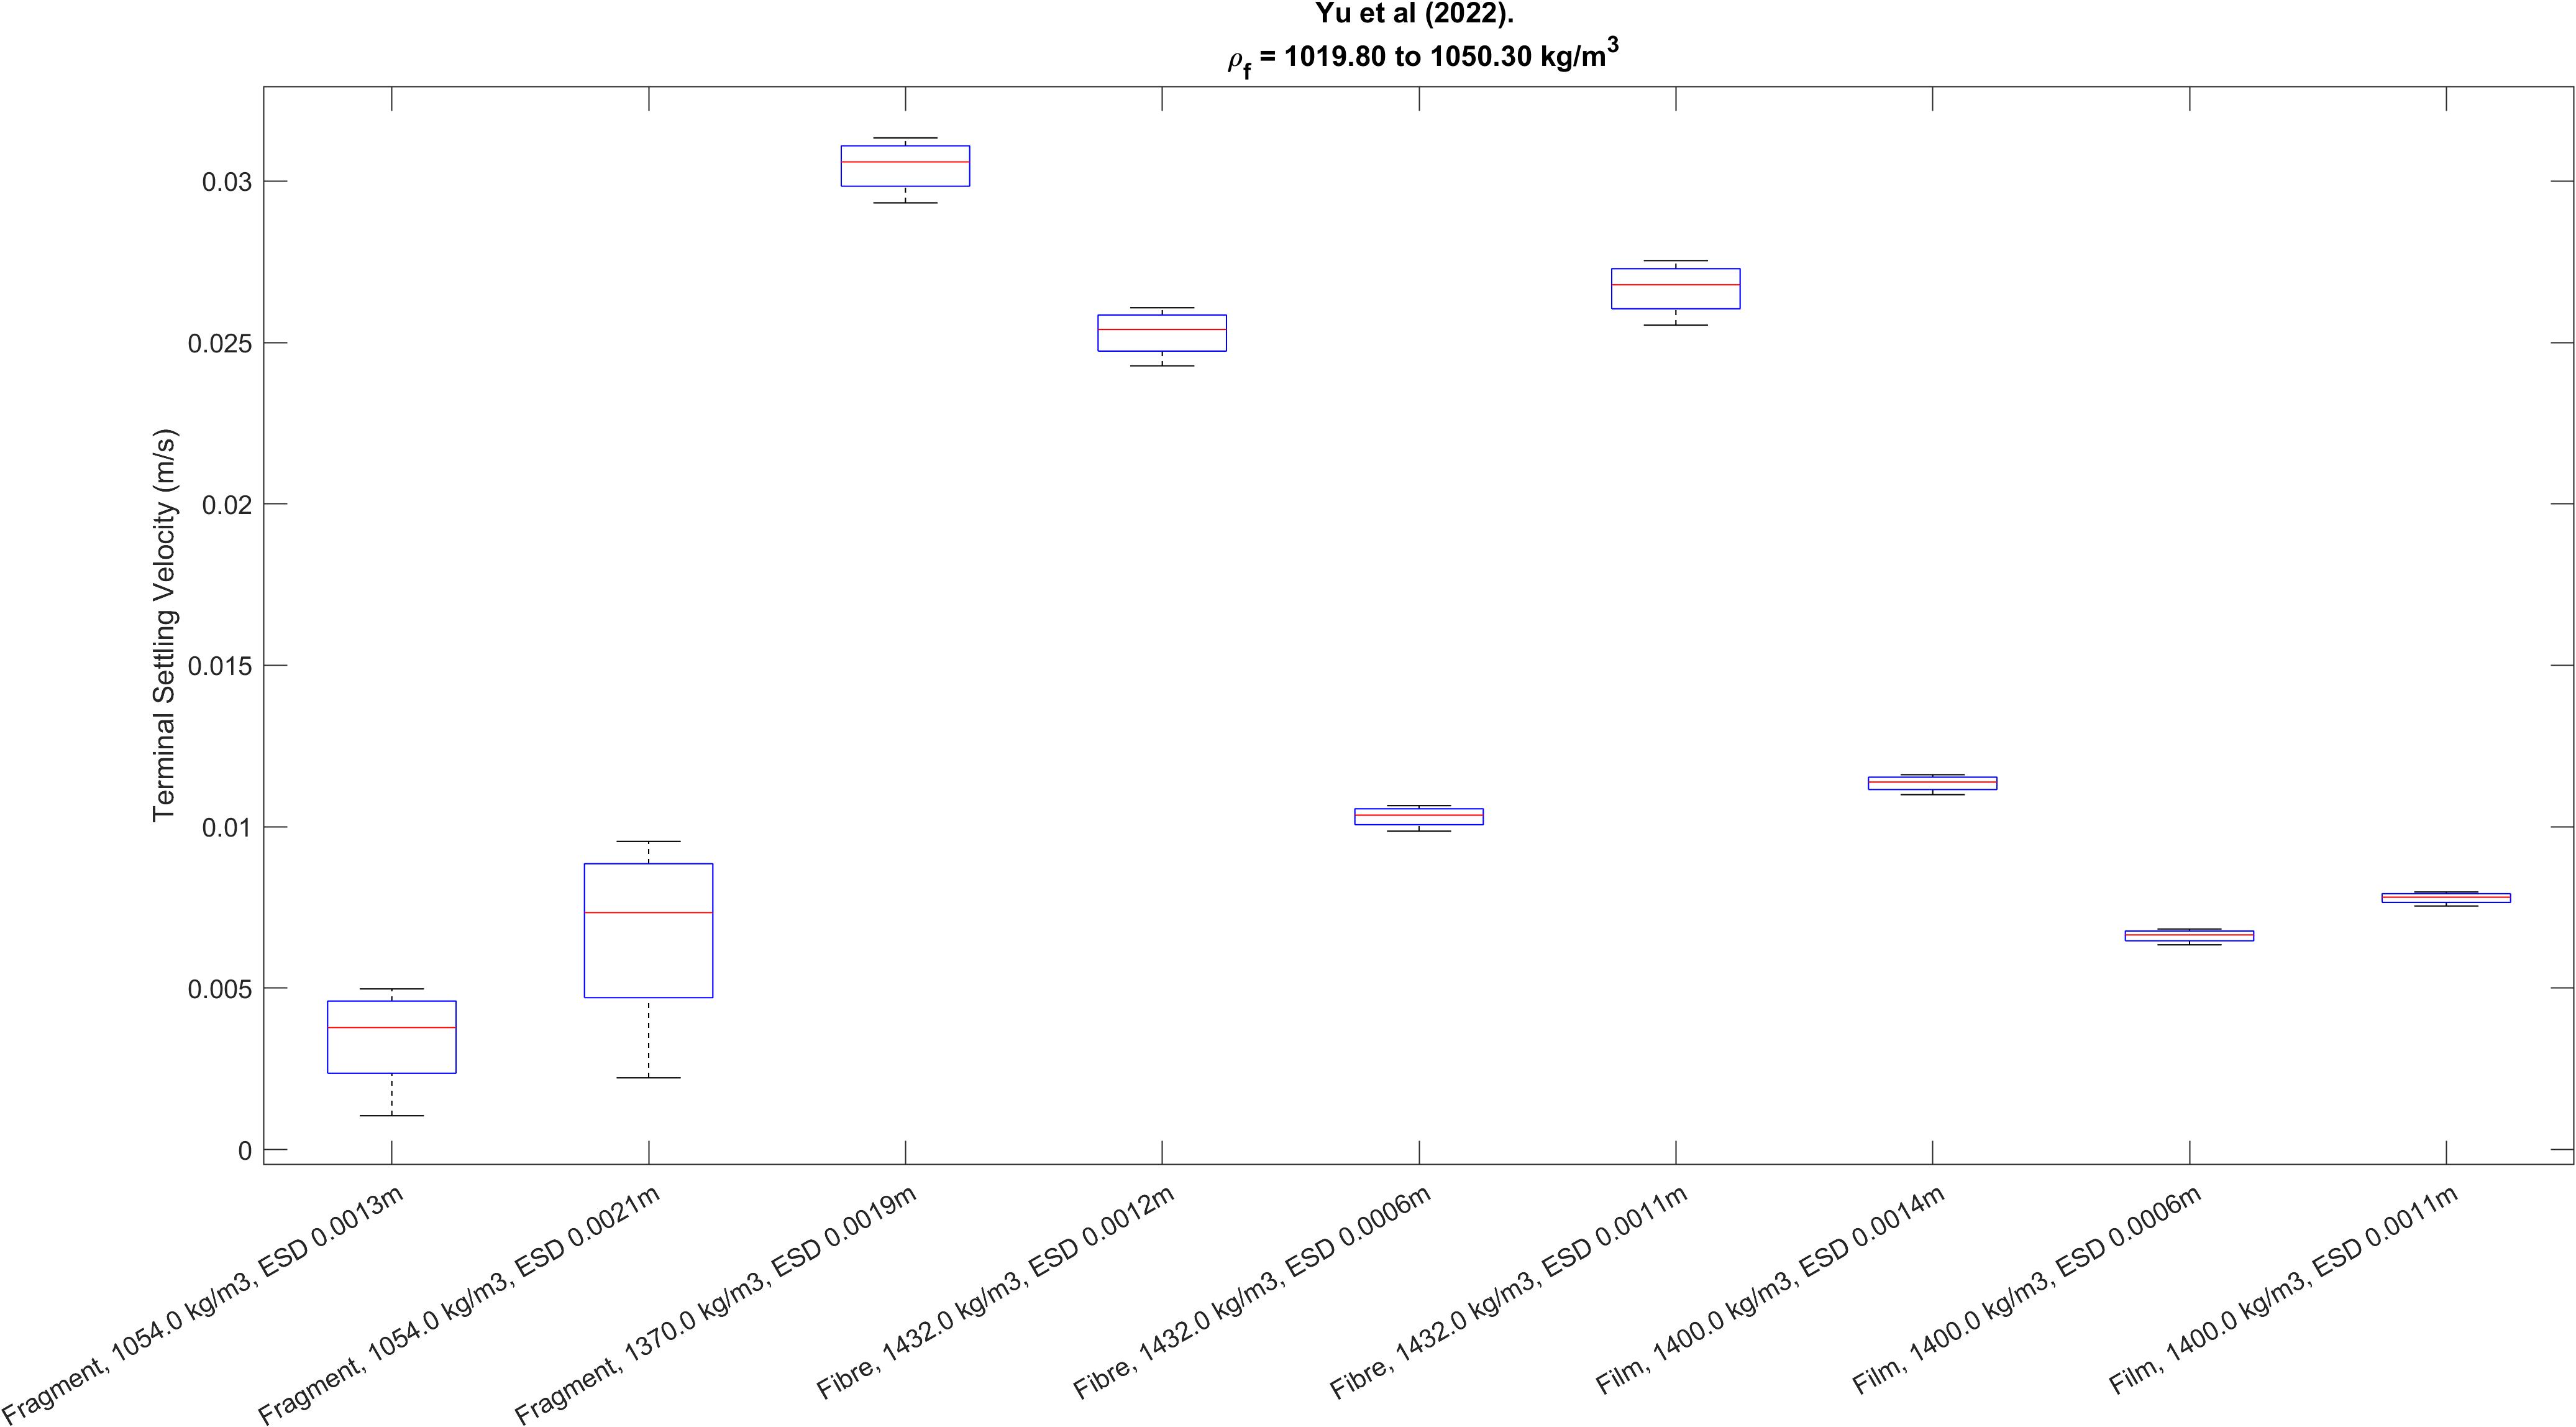 Yu et al (2022).
ρf = 1019.80 to 1050.30 kg/m3
Terminal Settling Velocity (m/s)
0.03
0.025
0.02
0.015
0.01
0.005
0
Fragment, 1054.0 kg/m3, ESD 0.0013m
Fragment, 1054.0 kg/m3, ESD 0.0021m
Fragment, 1370.0 kg/m3, ESD 0.0019m
Fibre, 1432.0 kg/m3, ESD 0.0012m
Fibre, 1432.0 kg/m3, ESD 0.0006m
Fibre, 1432.0 kg/m3, ESD 0.0011m
Film, 1400.0 kg/m3, ESD 0.0014m
Film, 1400.0 kg/m3, ESD 0.0006m
Film, 1400.0 kg/m3, ESD 0.0011m